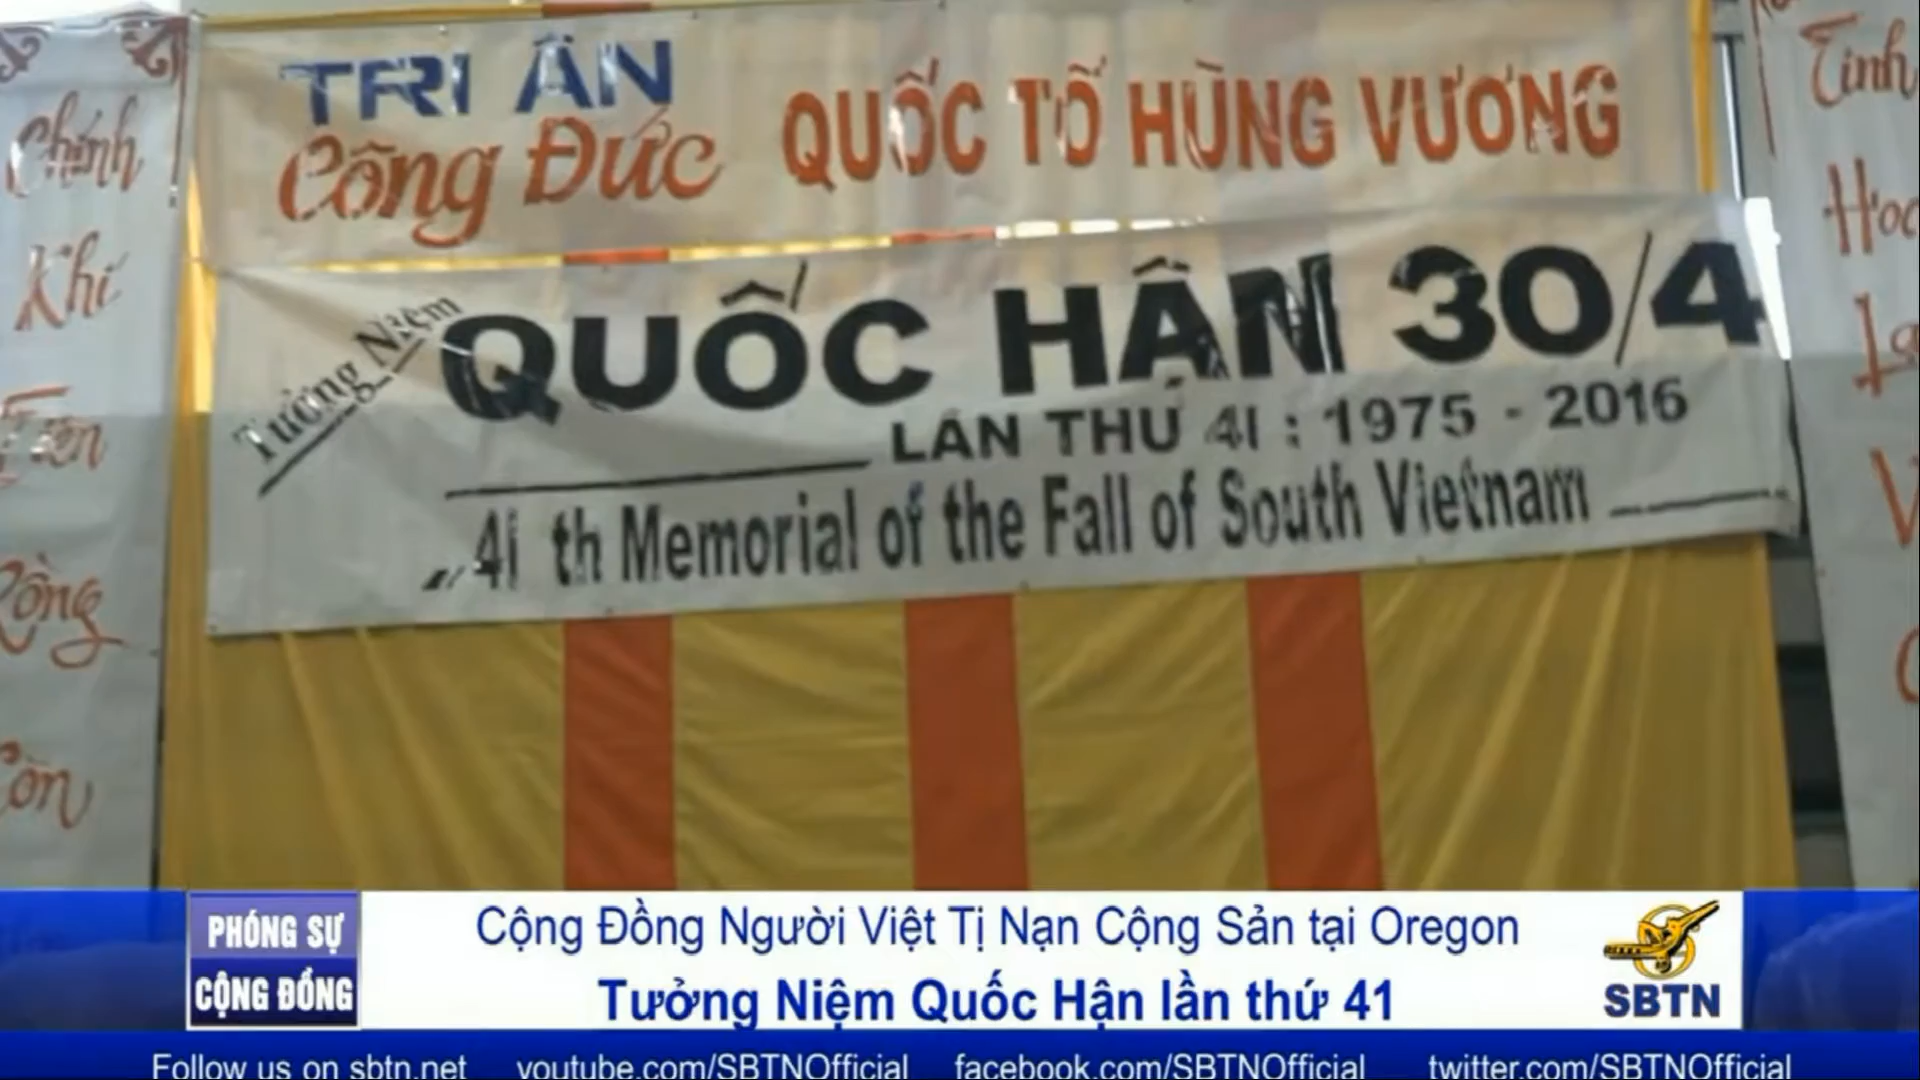 TRI ÂN
Công Đức QUỐC TỔ HÙNG VƯƠNG
Tưởng Niệm
QUỐC HẬN 30/4
LẦN THỨ 41 : 1975 - 2016
41 th Memorial of the Fall of South Vietnam
Chính
Khí
Tiên
Rồng
Còn
Tinh
PHÓNG SỰ
CỘNG ĐỒNG
Cộng Đồng Người Việt Tị Nạn Cộng Sản tại Oregon
Tưởng Niệm Quốc Hận lần thứ 41
SBTN
Follow us on sbtn.net youtube.com/SBTNOfficial facebook.com/SBTNOfficial twitter.com/SBTNOfficial